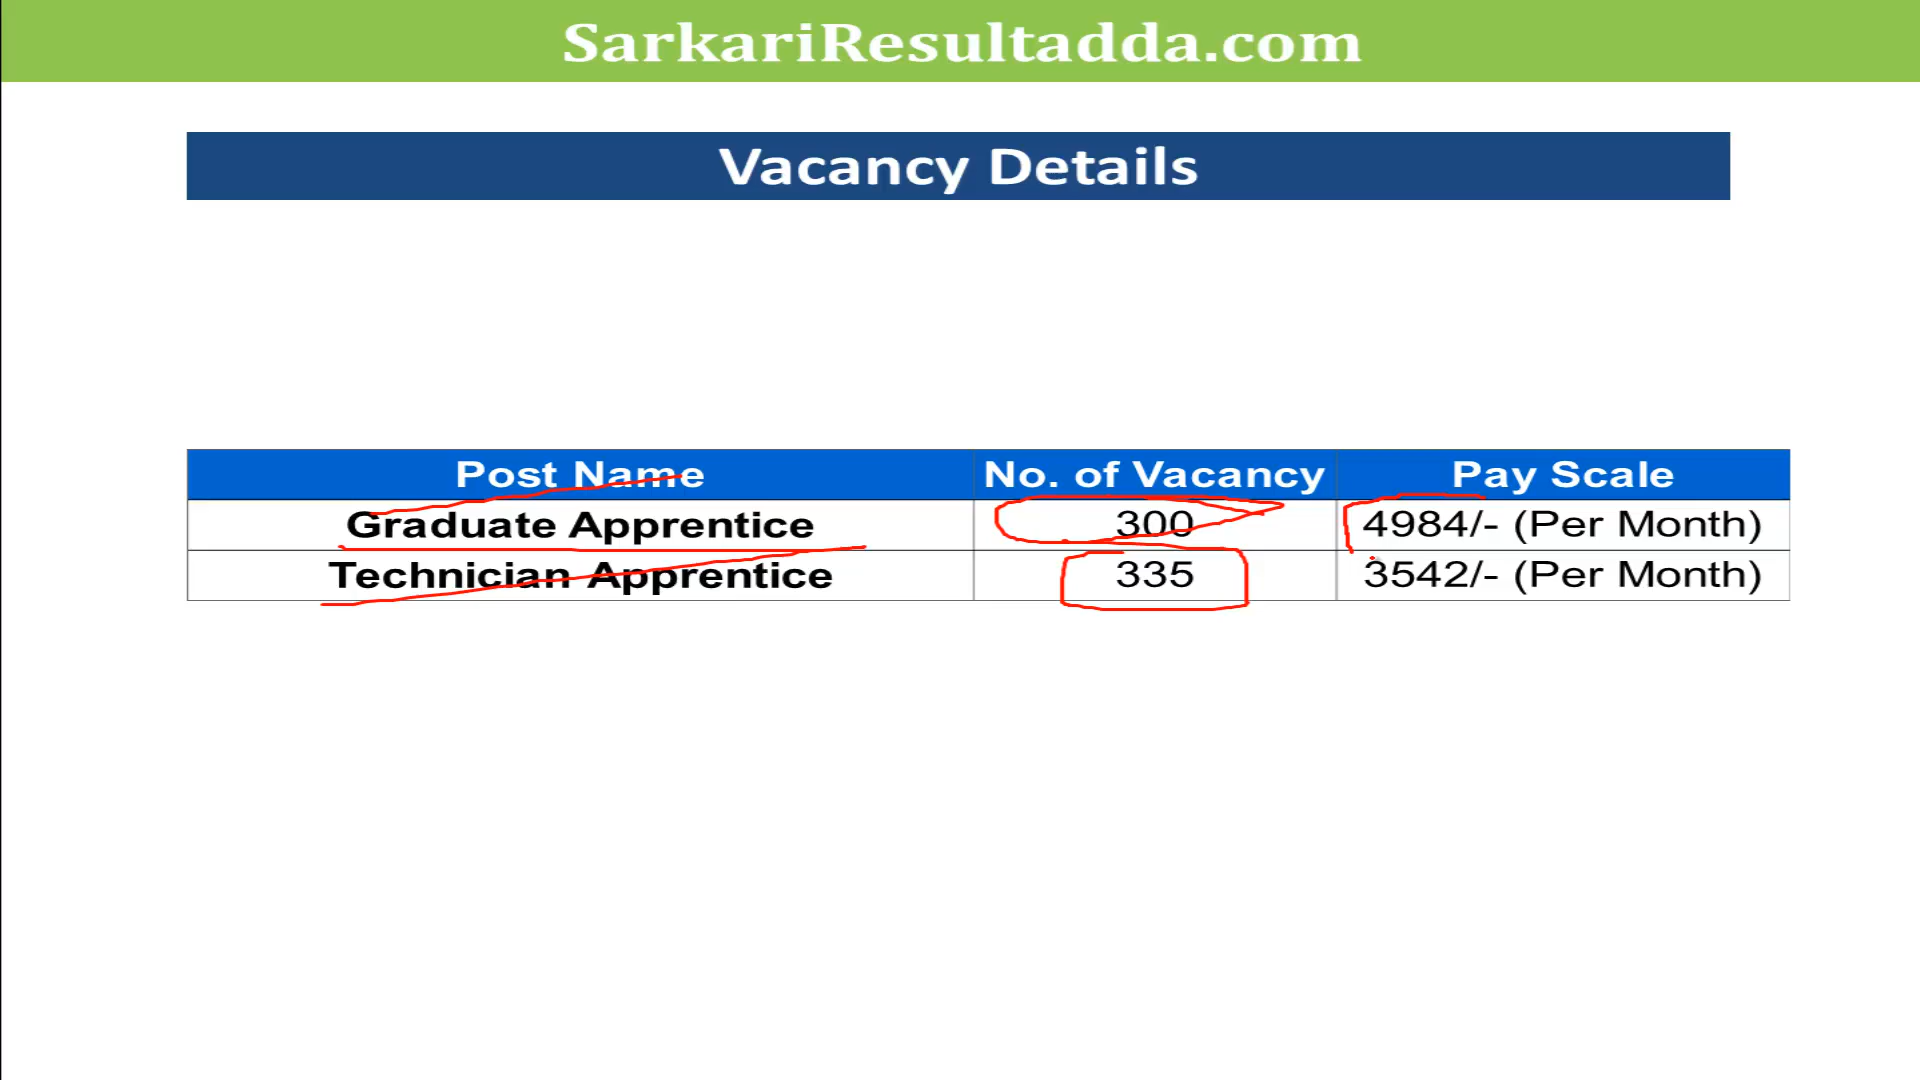 SarkariResultadda.com
Vacancy Details
Post Name No. of Vacancy Pay Scale
Graduate Apprentice 300 4984/- (Per Month)
Technician Apprentice 335 3542/- (Per Month)